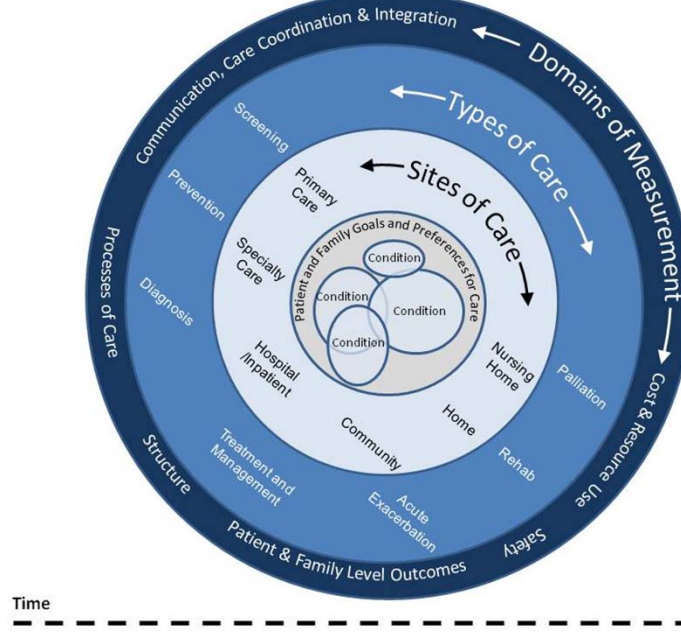 Domains of Measurement
Communication, Care Coordination & Integration
Processes of Care
Structure
Patient & Family Level Outcomes
Safety
Cost & Resource Use
Types of Care
Screening
Prevention
Diagnosis
Treatment and
Management
Acute
Exacerbation
Rehab
Palliation
Sites of Care
Primary
Care
Specialty
Care
Hospital
/Inpatient
Community
Home
Nursing
Home
Patient and Family Goals and Preferences for Care
Condition
Condition
Condition
Condition
Time